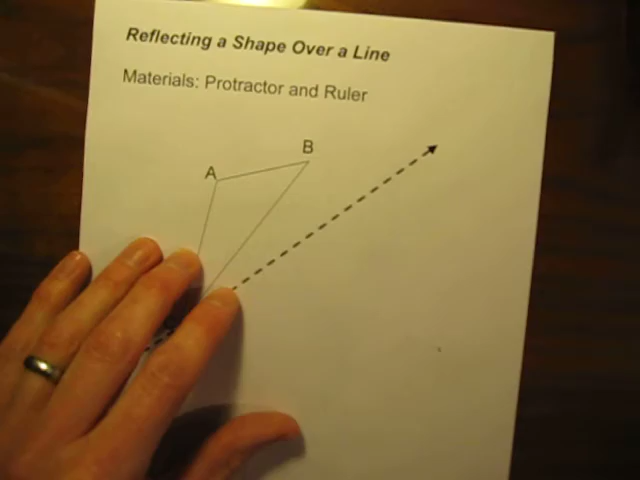 Reflecting a Shape Over a Line
Materials: Protractor and Ruler
B
A